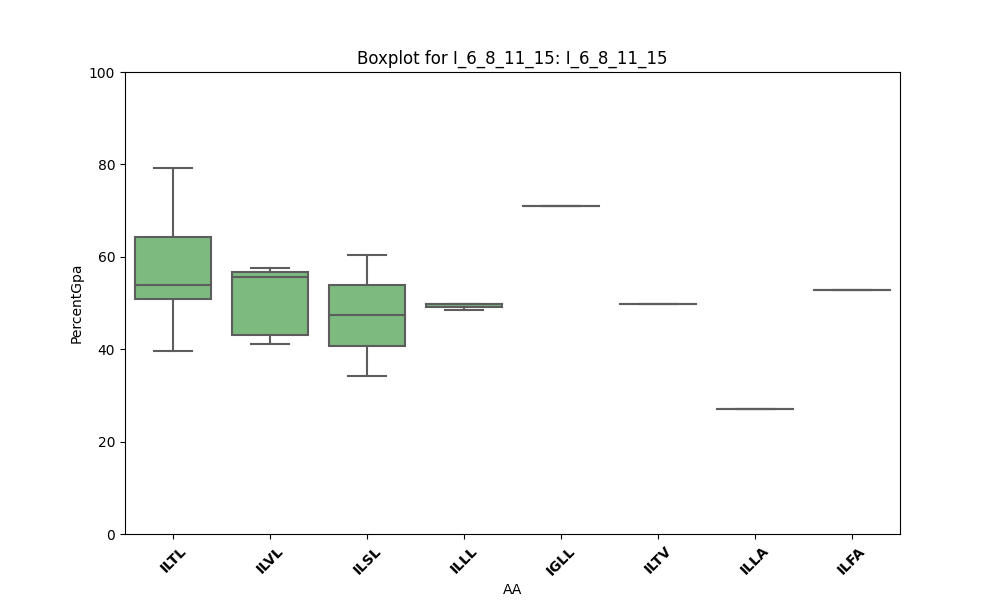 Boxplot for I_6_8_11_15: I_6_8_11_15
100
80
60
40
20
0
PercentGpa
ILTL
ILVL
ILSL
ILLL
IGLL
ILTV
ILLA
ILFA
AA